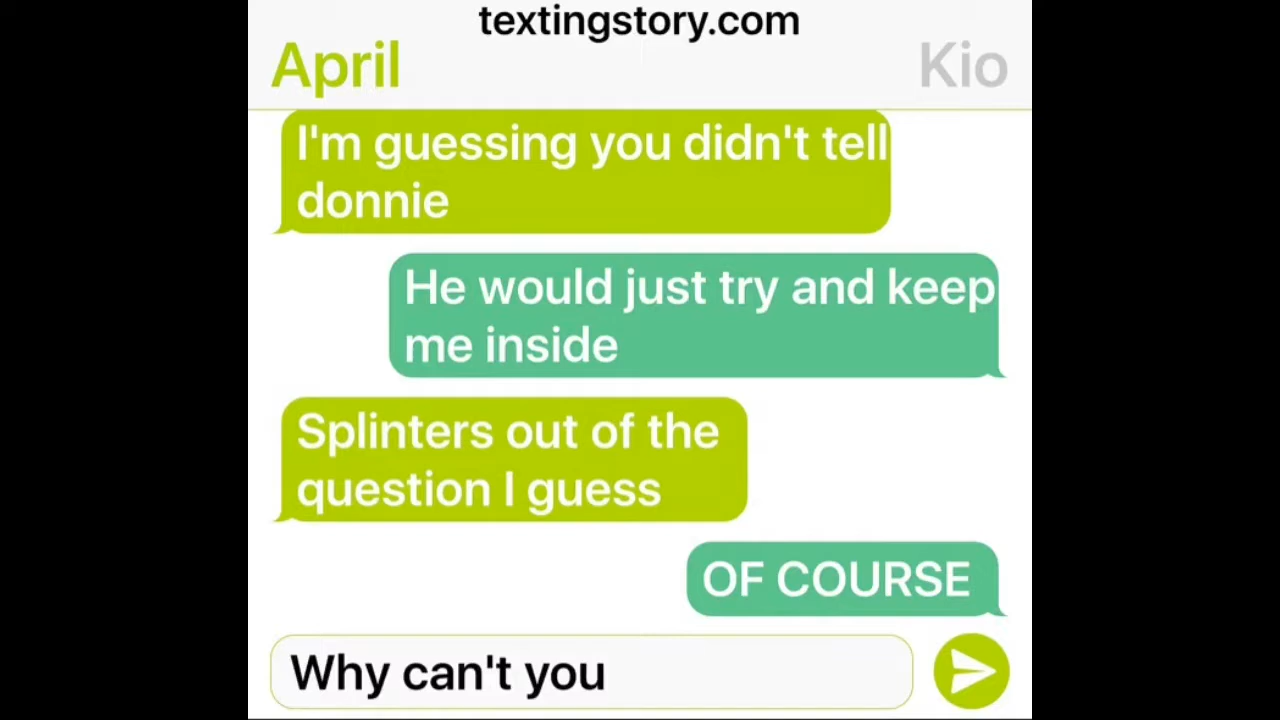 textingstory.com
April
Kio
I'm guessing you didn't tell
donnie
He would just try and keep
me inside
Splinters out of the
question I guess
OF COURSE
Why can't you